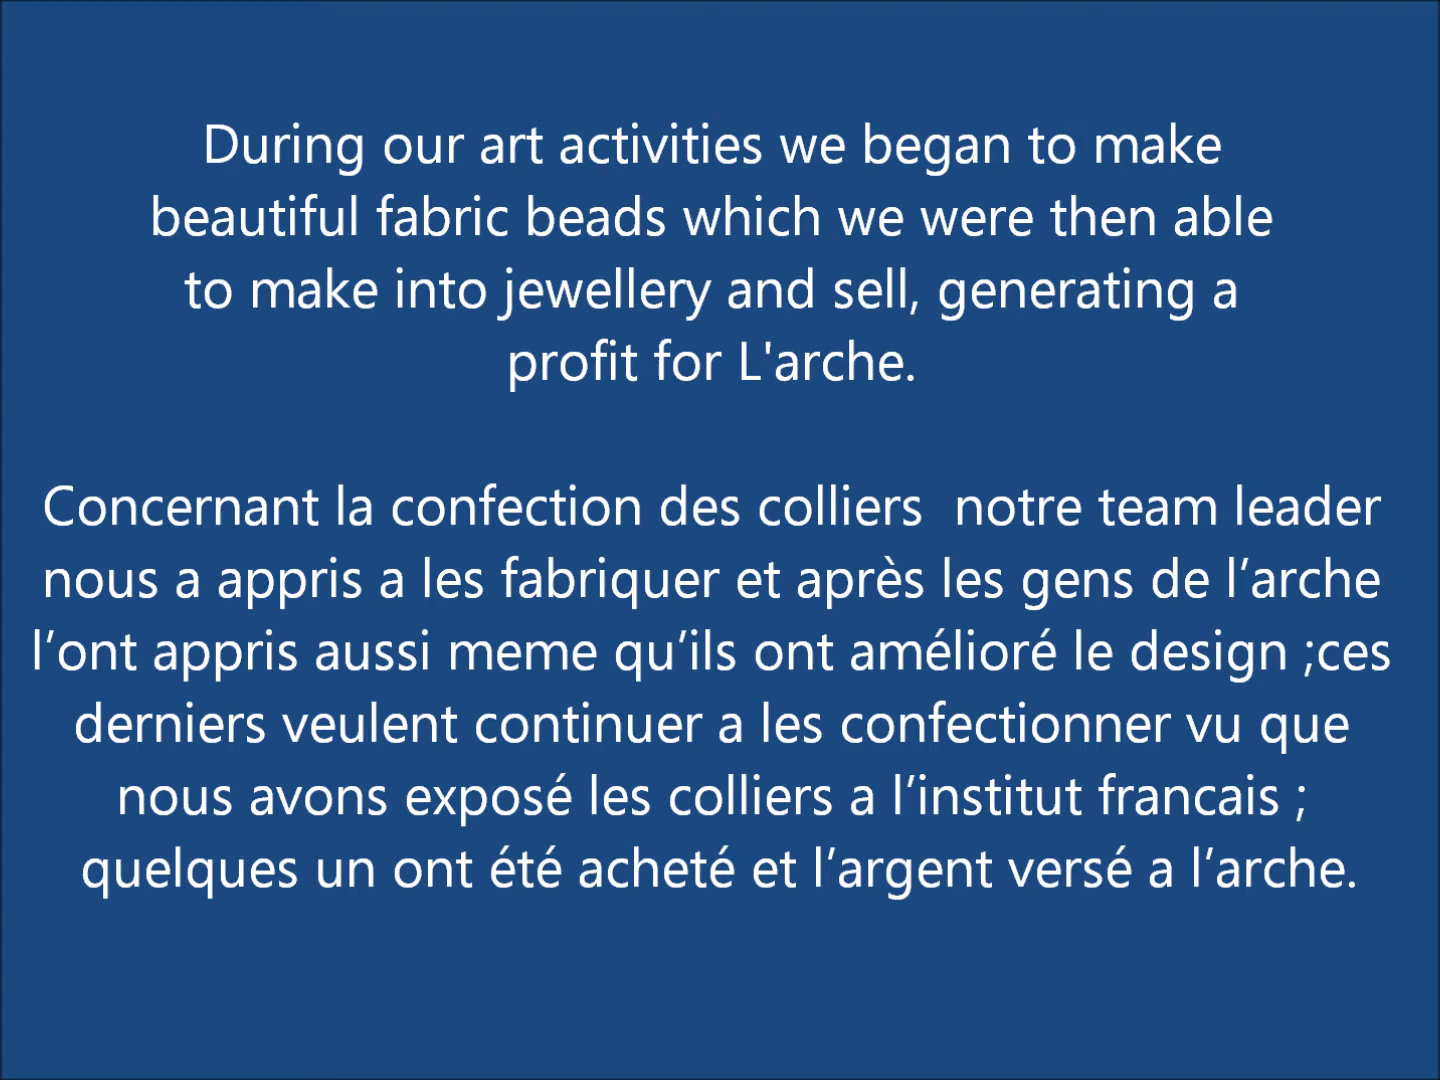 During our art activities we began to make
beautiful fabric beads which we were then able
to make into jewellery and sell, generating a
profit for L'arche.
Concernant la confection des colliers  notre team leader
nous a appris a les fabriquer et après les gens de l’arche
l’ont appris aussi meme qu’ils ont amélioré le design ;ces
derniers veulent continuer a les confectionner vu que
nous avons exposé les colliers a l’institut francais ;
quelques un ont été acheté et l’argent versé a l’arche.